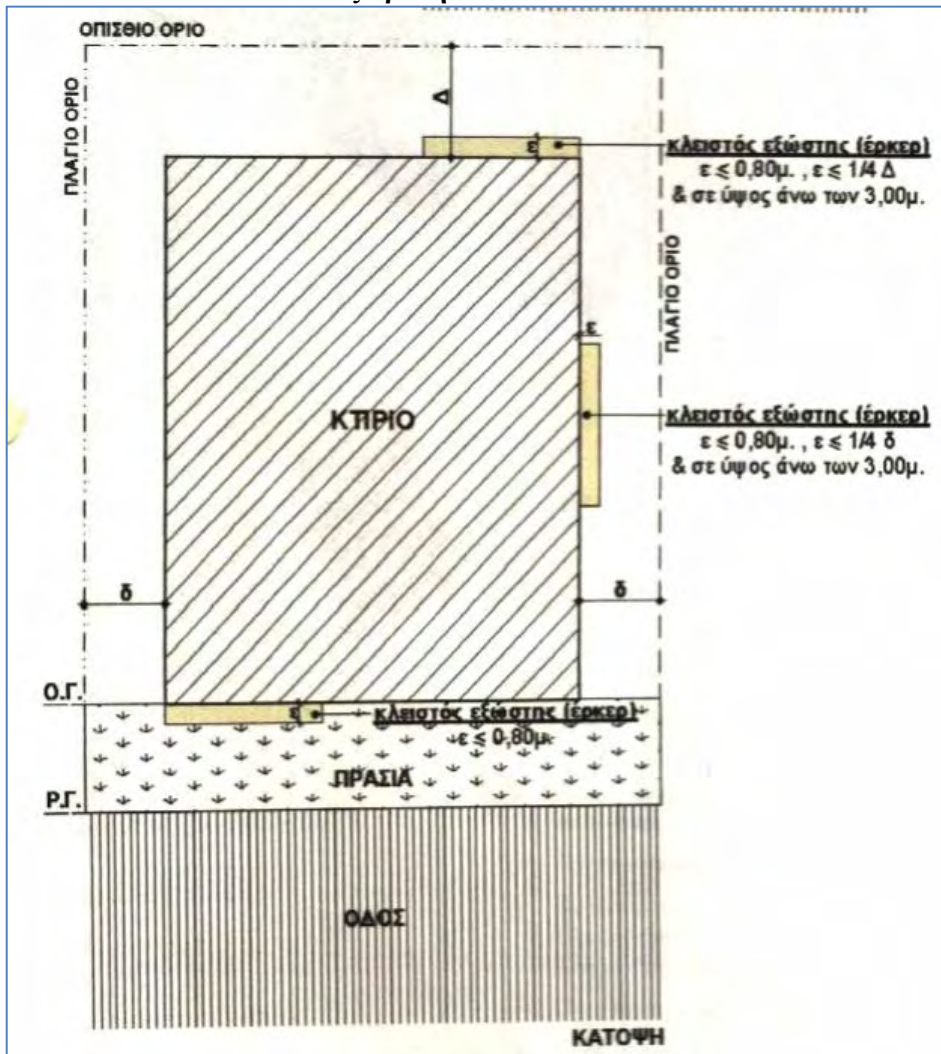 ΟΠΙΣΘΙΟ ΟΡΙΟ
ΠΛΑΓΙΟ ΟΡΙΟ
Δ
ε
κλειστός εξώστης (έρκερ)
ε ≤ 0,80μ. , ε ≤ 1/4 Δ
& σε ύψος άνω των 3,00μ.
ΠΛΑΓΙΟ ΟΡΙΟ
ε
ΚΤΙΡΙΟ
κλειστός εξώστης (έρκερ)
ε ≤ 0,80μ. , ε ≤ 1/4 δ
& σε ύψος άνω των 3,00μ.
δ
δ
Ο.Γ.
ε
κλειστός εξώστης (έρκερ)
ε ≤ 0,80μ.
ΠΡΑΣΙΑ
Ρ.Γ.
ΟΔΟΣ
ΚΑΤΟΨΗ